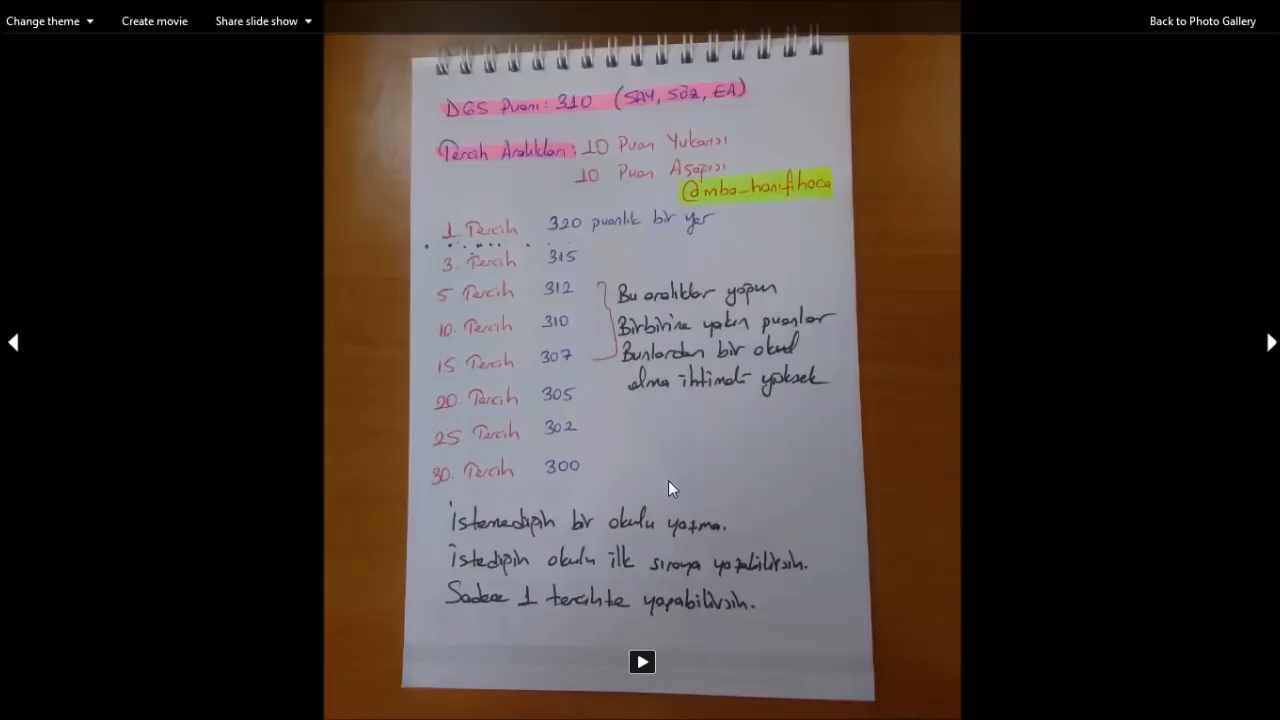 Change theme Create movie Share slide show Back to Photo Gallery
DGS Puanı: 310 (SAY, SÖZ, EA)
Tercih Aralıkları: 10 Puan Yukarısı
10 Puan Aşağısı
@mba_hanifihoca
1. Tercih 320 puanlık bir yer
3. Tercih 315
5 Tercih 312
10. Tercih 310
15 Tercih 307
Bu aralıklar yapın
Birbirine yakın puanlar
Bunlardan bir okul
olma ihtimali yüksek
20. Tercih 305
25 Tercih 302
30. Tercih 300
İstemediğin bir okulu yazma.
İstediğin okulu ilk sıraya yazabilirsin.
Sadece 1 tercihte yapabilirsin.